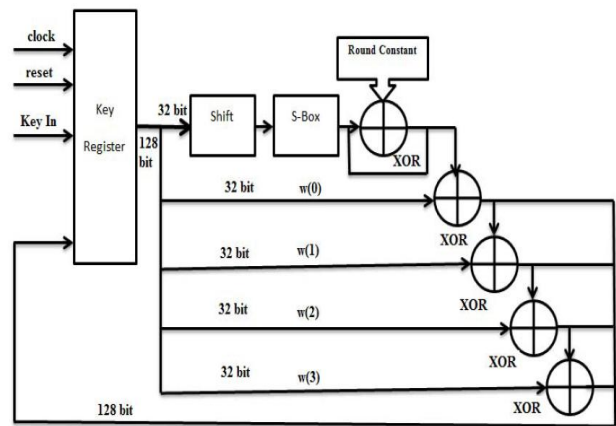 clock
reset
Key In
Key
Register
32 bit
128
bit
Shift
S-Box
Round Constant
XOR
32 bit w(0)
XOR
32 bit w(1)
XOR
32 bit w(2)
XOR
32 bit w(3)
XOR
128 bit